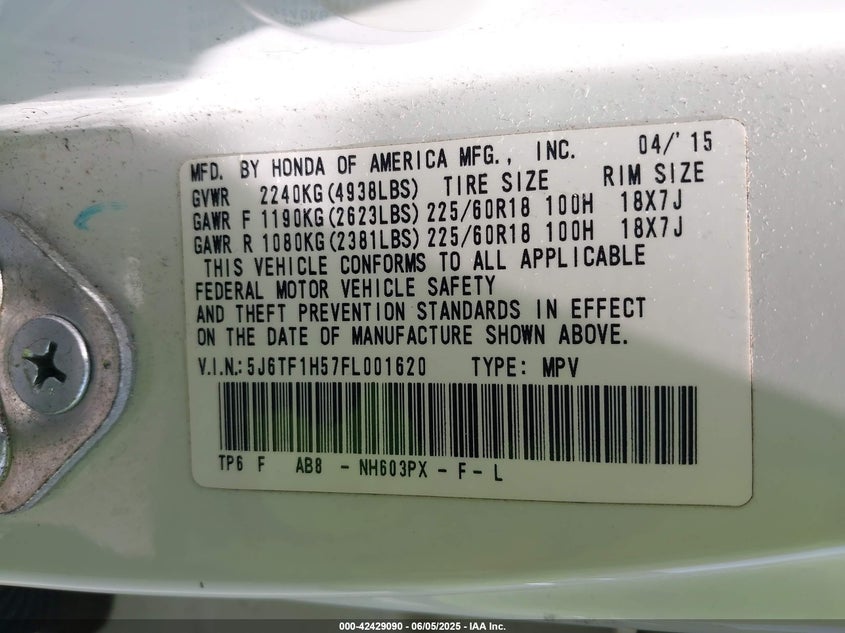 MFD. BY HONDA OF AMERICA MFG., INC. 04/'15
GVWR 2240KG(4938LBS) TIRE SIZE RIM SIZE
GAWR F 1190KG(2623LBS) 225/60R18 100H 18X7J
GAWR R 1080KG(2381LBS) 225/60R18 100H 18X7J
THIS VEHICLE CONFORMS TO ALL APPLICABLE
FEDERAL MOTOR VEHICLE SAFETY
AND THEFT PREVENTION STANDARDS IN EFFECT
ON THE DATE OF MANUFACTURE SHOWN ABOVE.
V.I.N.: 5J6TF1H57FL001620 TYPE: MPV
TP6 F AB8 - NH603PX - F - L
000-42429090 - 06/05/2025 - IAA Inc.